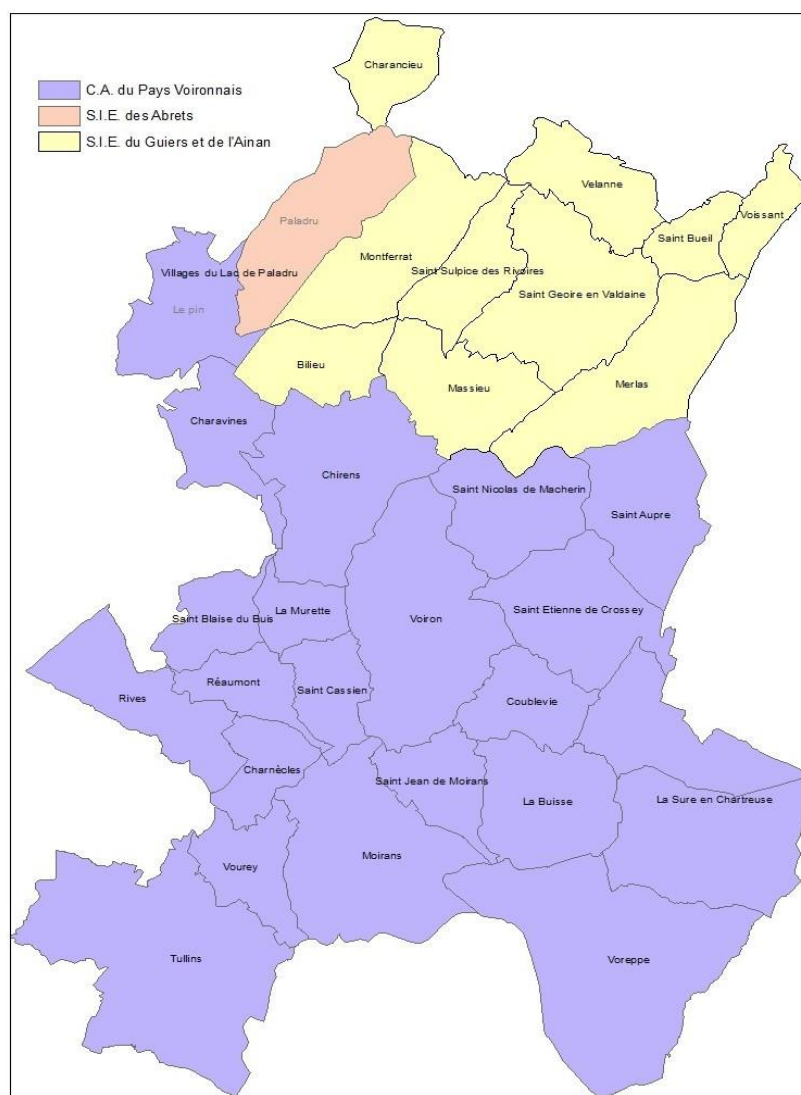 Charancieu
C.A. du Pays Voironnais
S.I.E. des Abrets
S.I.E. du Guiers et de l'Ainan
Velanne
Voissant
Paladru
Saint Bueil
Montferrat
Villages du Lac de Paladru
Saint Sulpice des Rivoires
Saint Geoire en Valdaine
Le pin
Bilieu
Massieu
Merlas
Charavines
Chirens
Saint Nicolas de Macherin
Saint Aupre
La Murette
Saint Etienne de Crossey
Saint Blaise du Buis
Voiron
Réaumont
Saint Cassien
Rives
Coublevie
Charnècles
Saint Jean de Moirans
La Buisse
La Sure en Chartreuse
Moirans
Vourey
Tullins
Voreppe